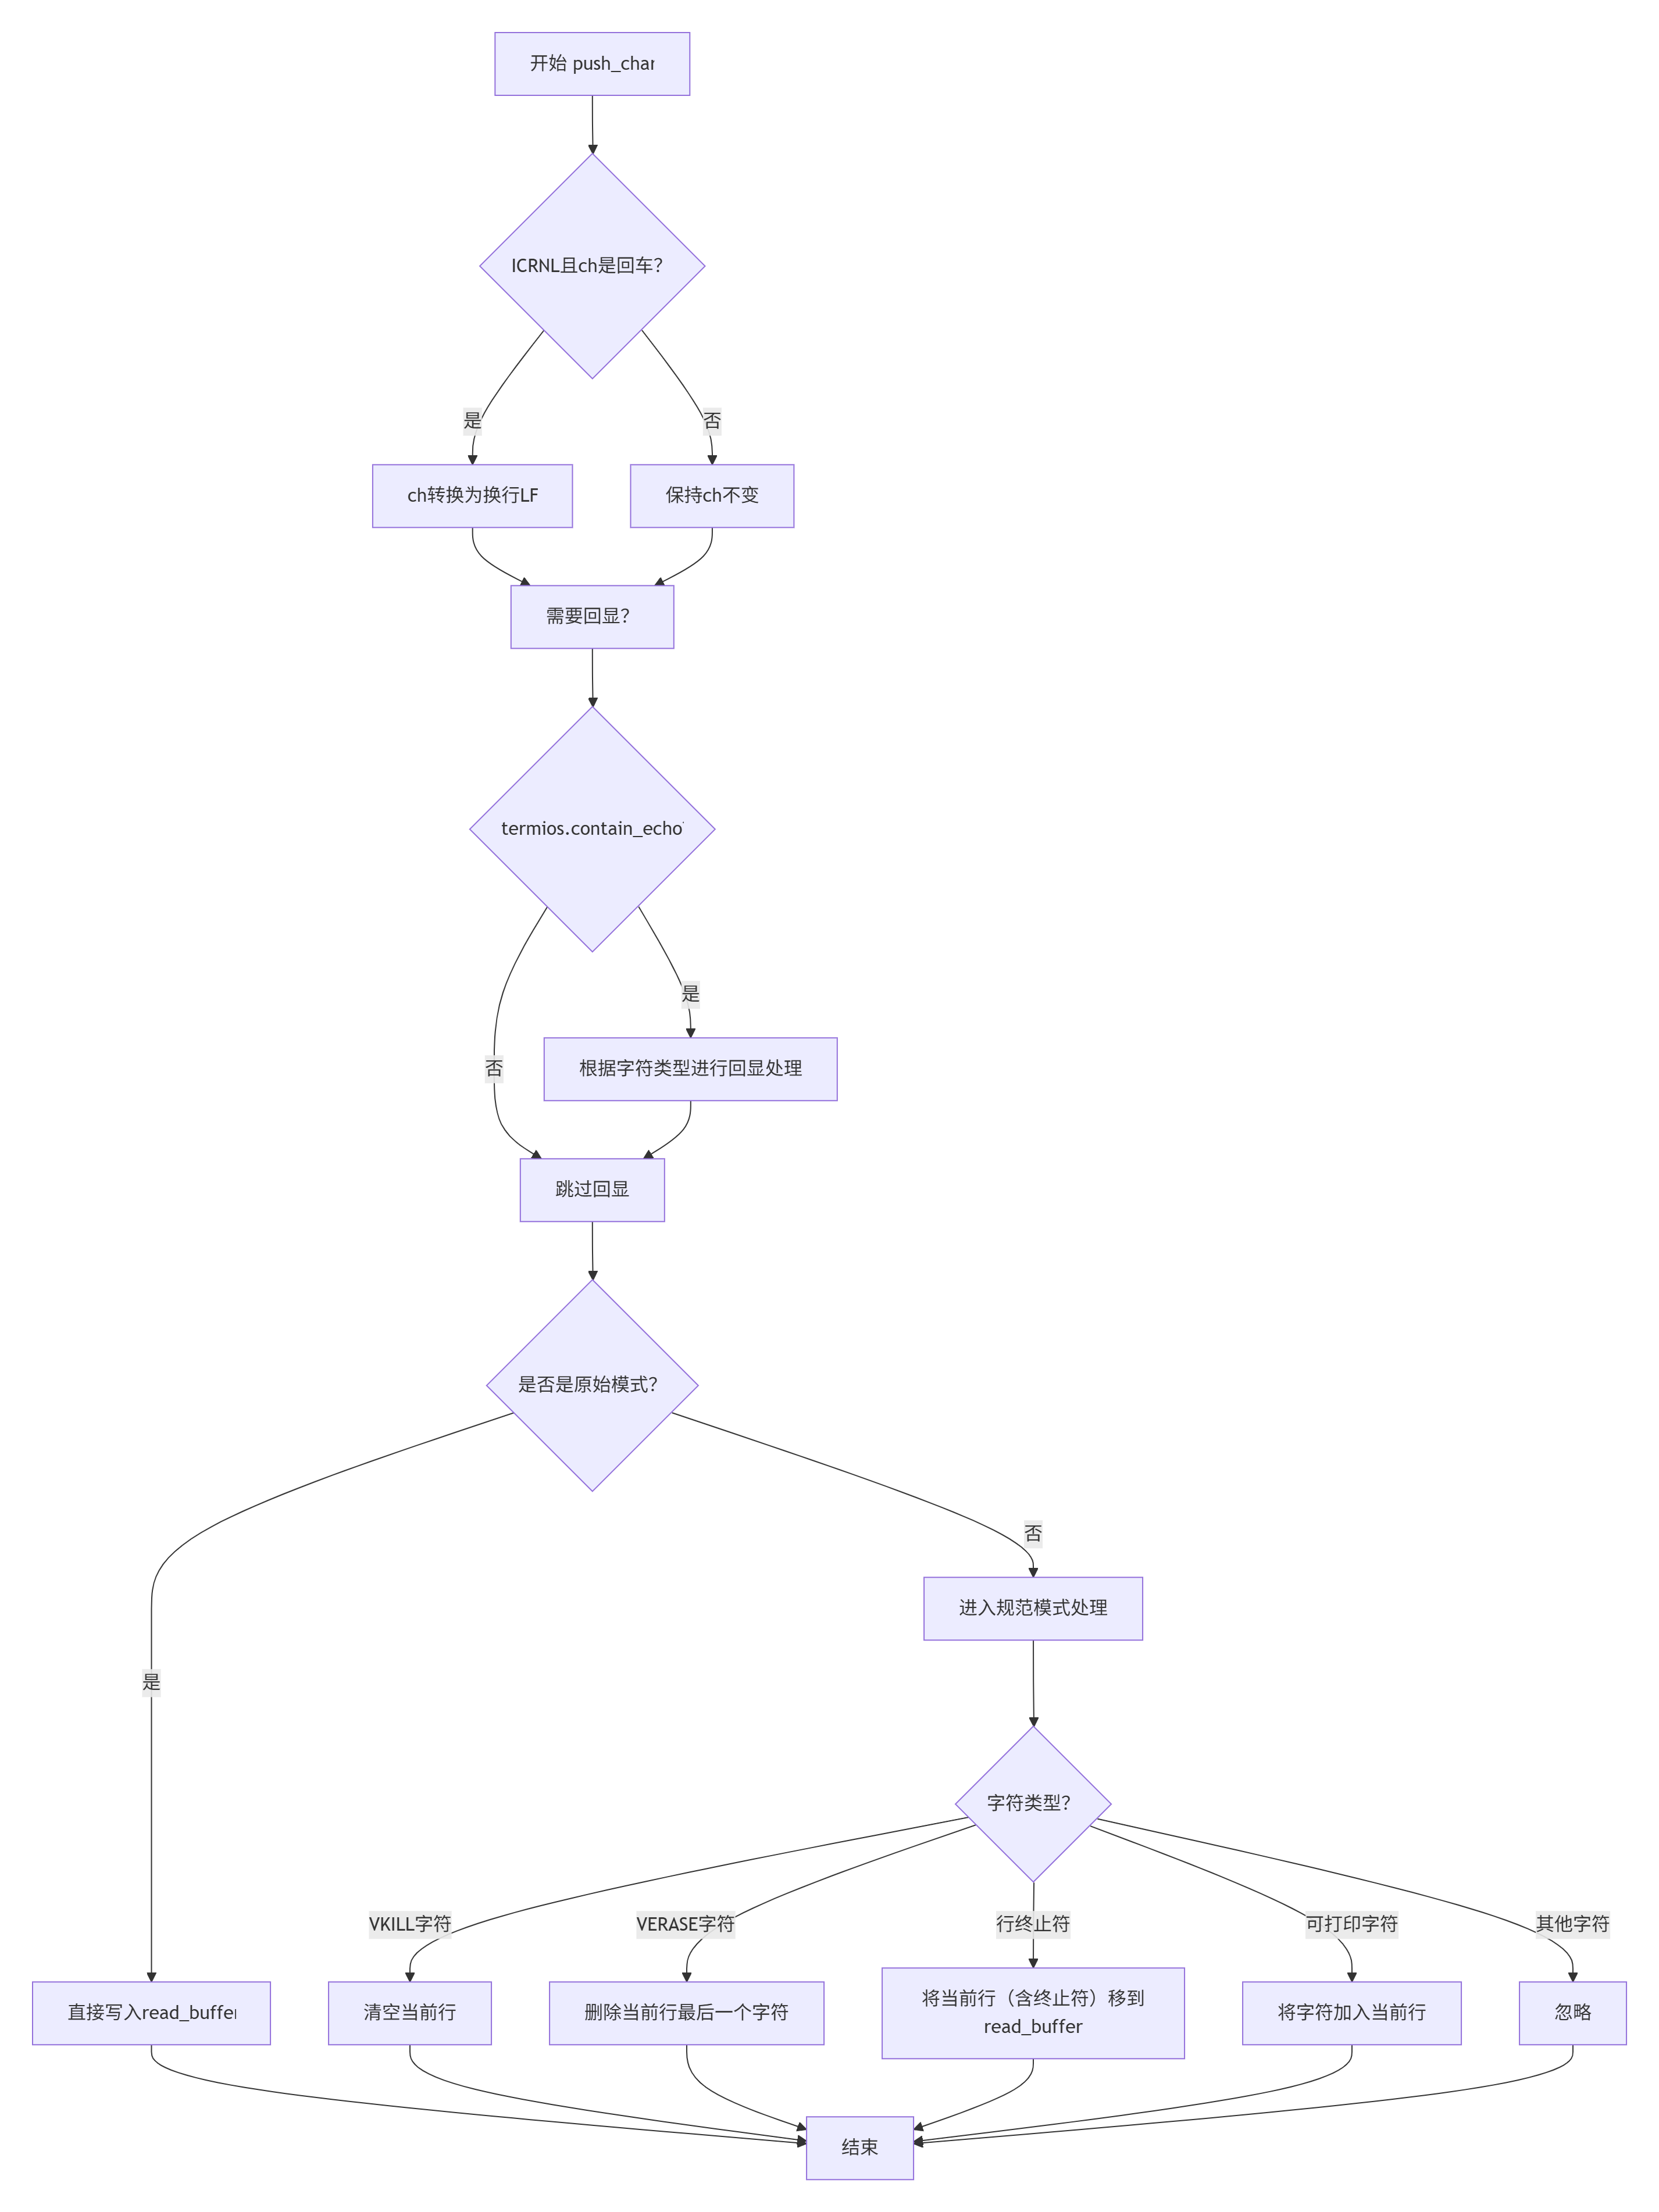 开始 push_char
ICRNL且ch是回车？
是
否
ch转换为换行LF
保持ch不变
需要回显？
termios.contain_echo
是
否
根据字符类型进行回显处理
跳过回显
是否是原始模式？
否
进入规范模式处理
是
字符类型？
VKILL字符
VERASE字符
行终止符
可打印字符
其他字符
直接写入read_buffer
清空当前行
删除当前行最后一个字符
将当前行（含终止符）移到
read_buffer
将字符加入当前行
忽略
结束